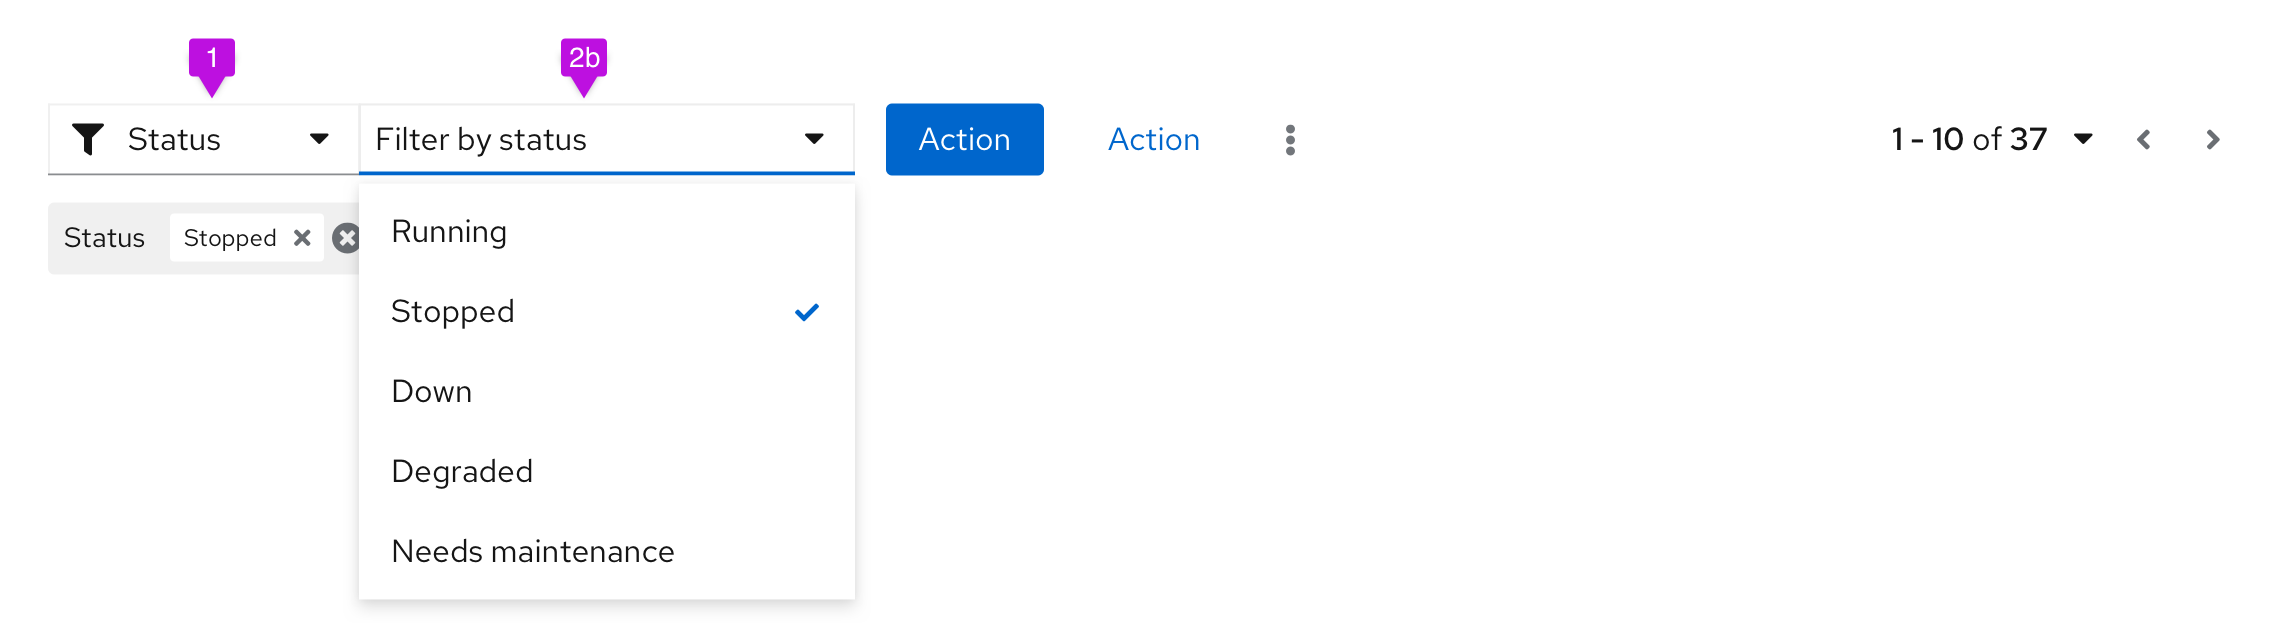 1 2b
Status Filter by status Action Action 1 - 10 of 37
Status Stopped
Running
Stopped
Down
Degraded
Needs maintenance